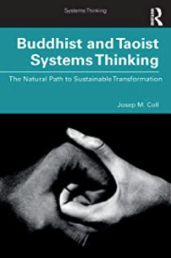 Systems Thinking
Buddhist and Taoist
Systems Thinking
The Natural Path to Sustainable Transformation
Josep M. Coll